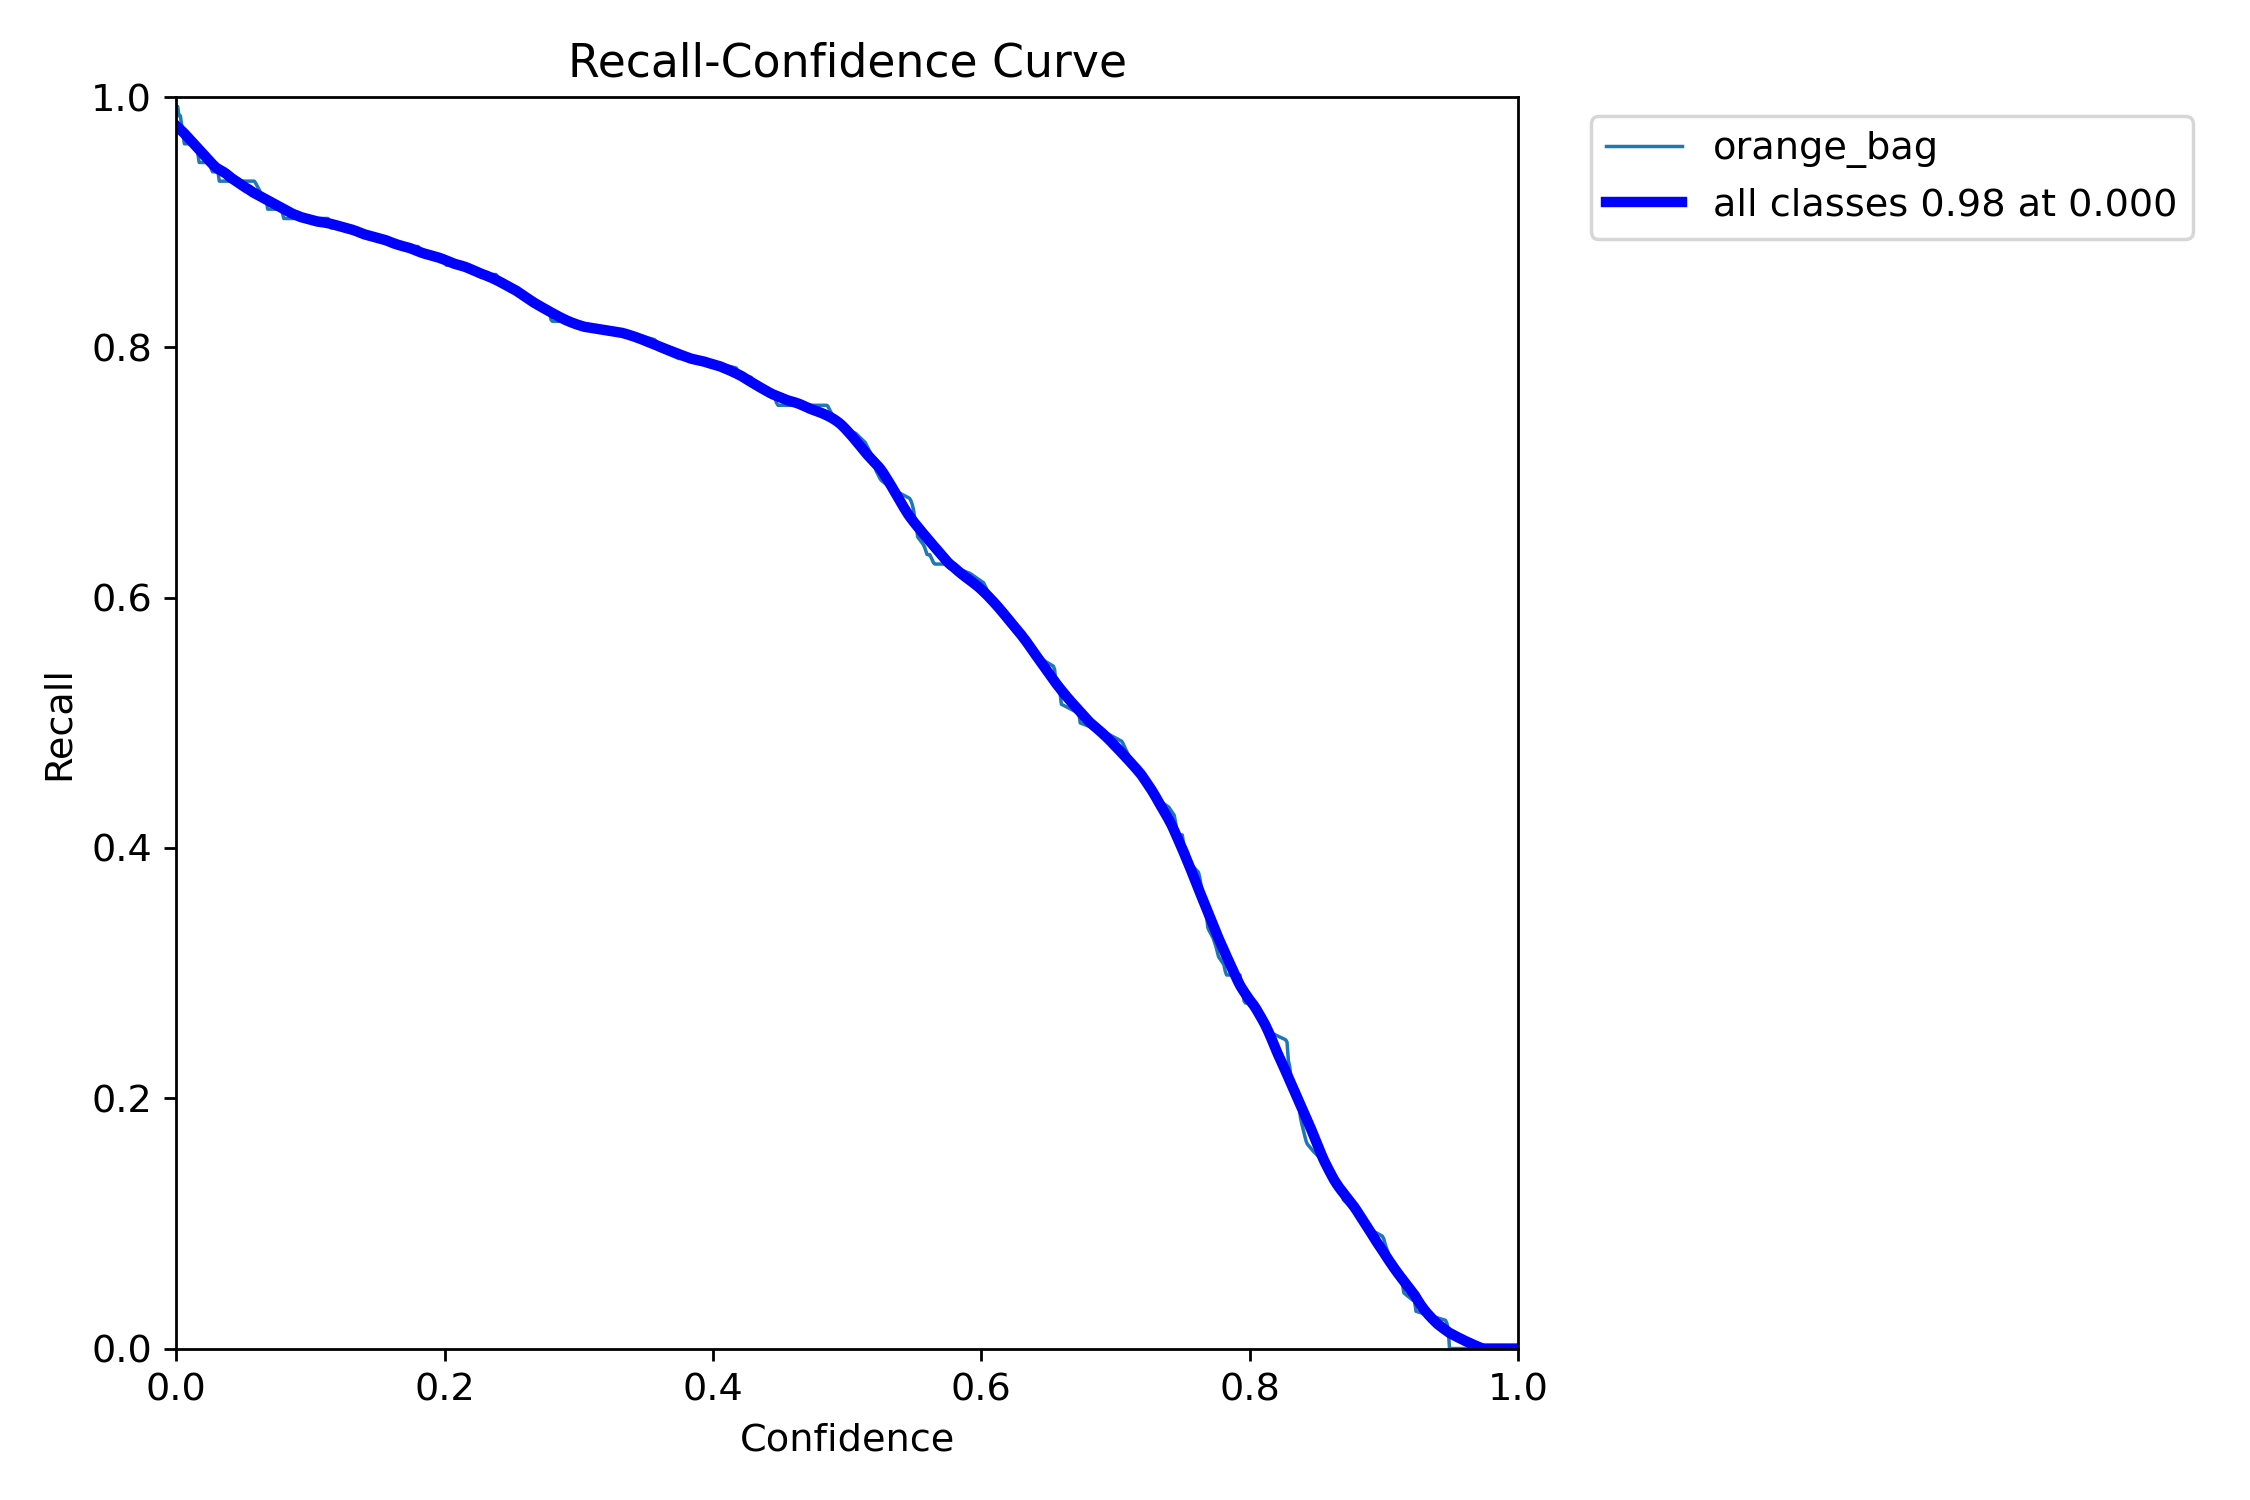 Recall-Confidence Curve
orange_bag
all classes 0.98 at 0.000
1.0
0.8
0.6
0.4
0.2
0.0
Recall
0.0 0.2 0.4 0.6 0.8 1.0
Confidence